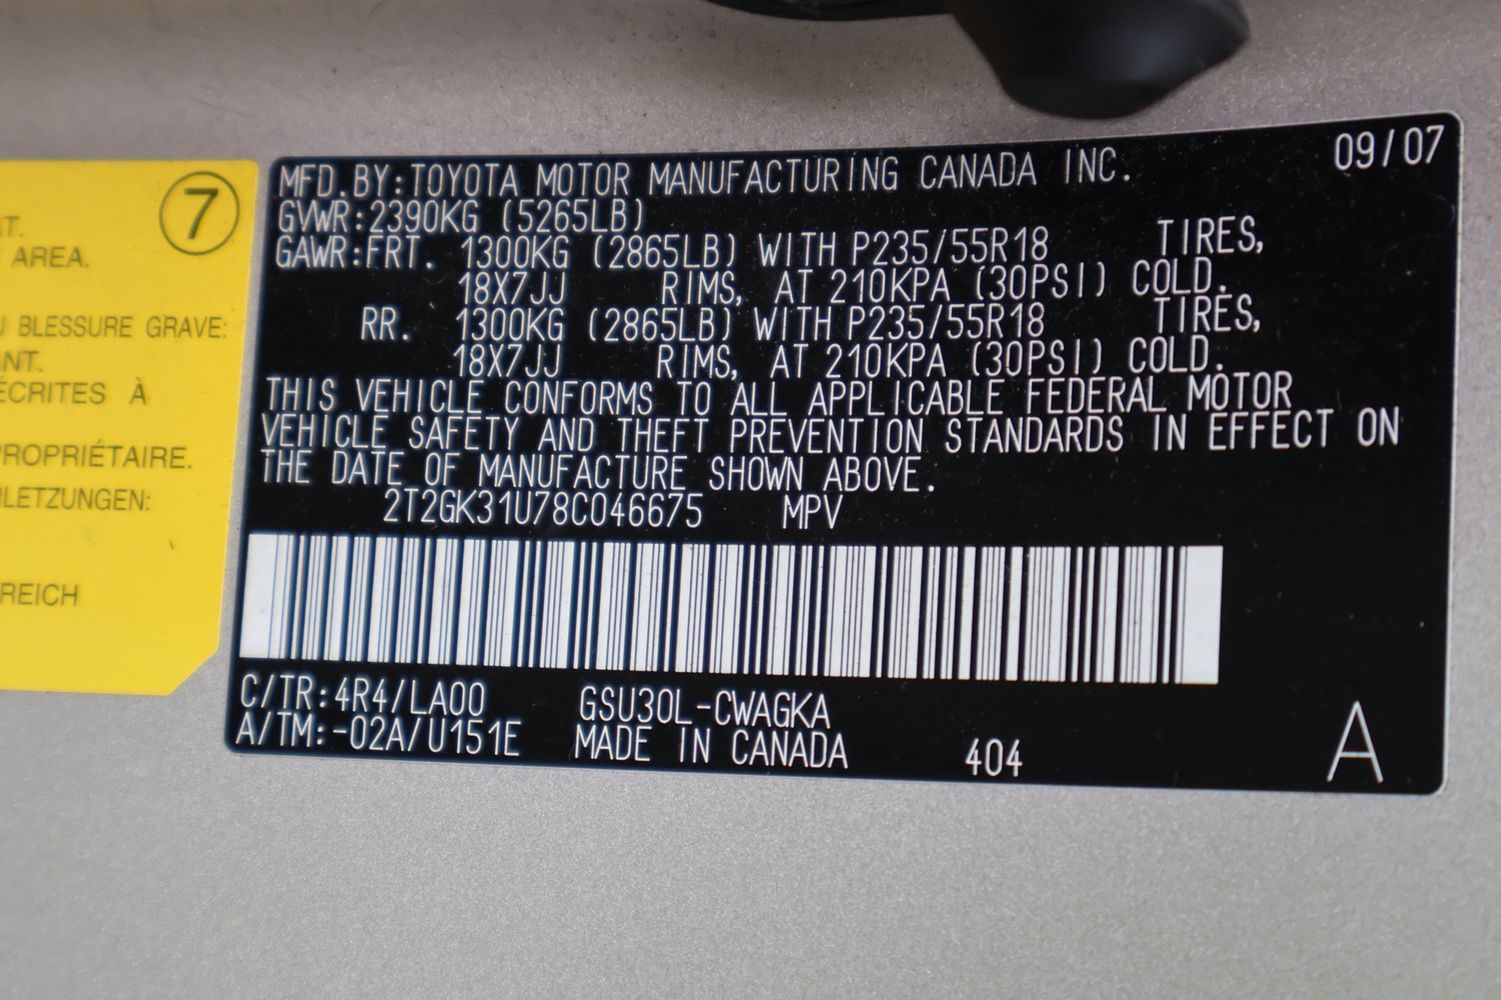 7
AT.
AREA.
BLESSURE GRAVE:
ANT.
ÉCRITES À
PROPRIÉTAIRE.
RLETZUNGEN:
REICH
MFD.BY:TOYOTA MOTOR MANUFACTURING CANADA INC. 09/07
GVWR:2390KG (5265LB)
GAWR:FRT. 1300KG (2865LB) WITH P235/55R18 TIRES,
18X7JJ RIMS, AT 210KPA (30PSI) COLD.
RR. 1300KG (2865LB) WITH P235/55R18 TIRES,
18X7JJ RIMS, AT 210KPA (30PSI) COLD.
THIS VEHICLE CONFORMS TO ALL APPLICABLE FEDERAL MOTOR
VEHICLE SAFETY AND THEFT PREVENTION STANDARDS IN EFFECT ON
THE DATE OF MANUFACTURE SHOWN ABOVE.
2T2GK31U78C046675 MPV
C/TR:4R4/LA00 GSU30L-CWAGKA
A/TM:-02A/U151E MADE IN CANADA 404 A